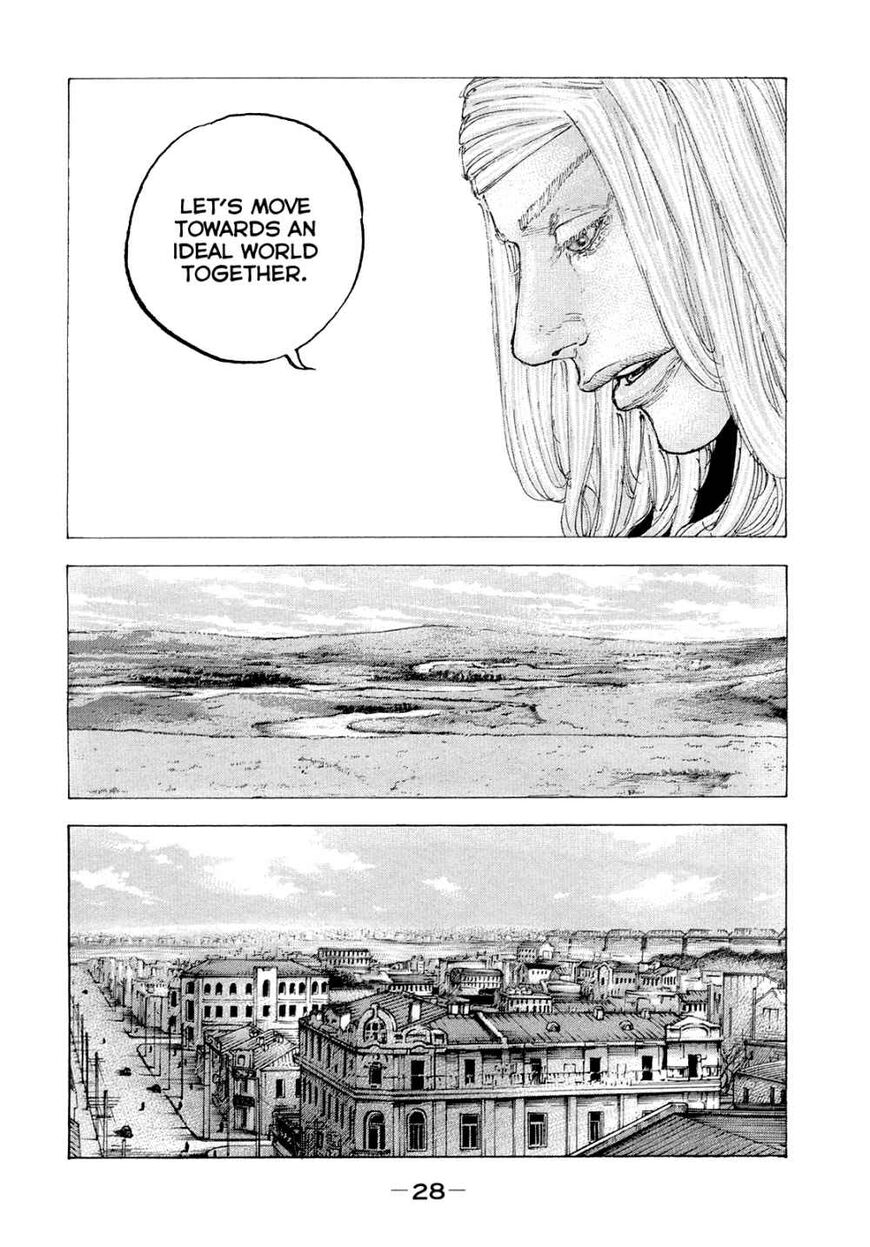 LET'S MOVE
TOWARDS AN
IDEAL WORLD
TOGETHER.
—28—